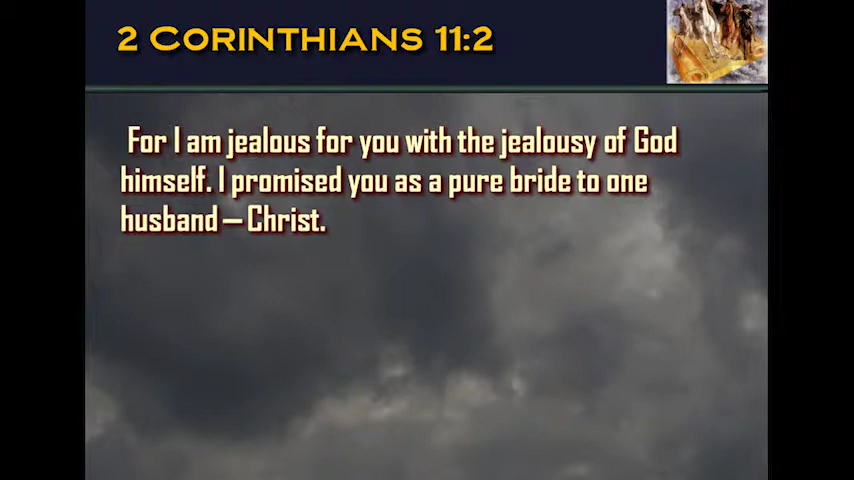 2 CORINTHIANS 11:2
For I am jealous for you with the jealousy of God
himself. I promised you as a pure bride to one
husband—Christ.